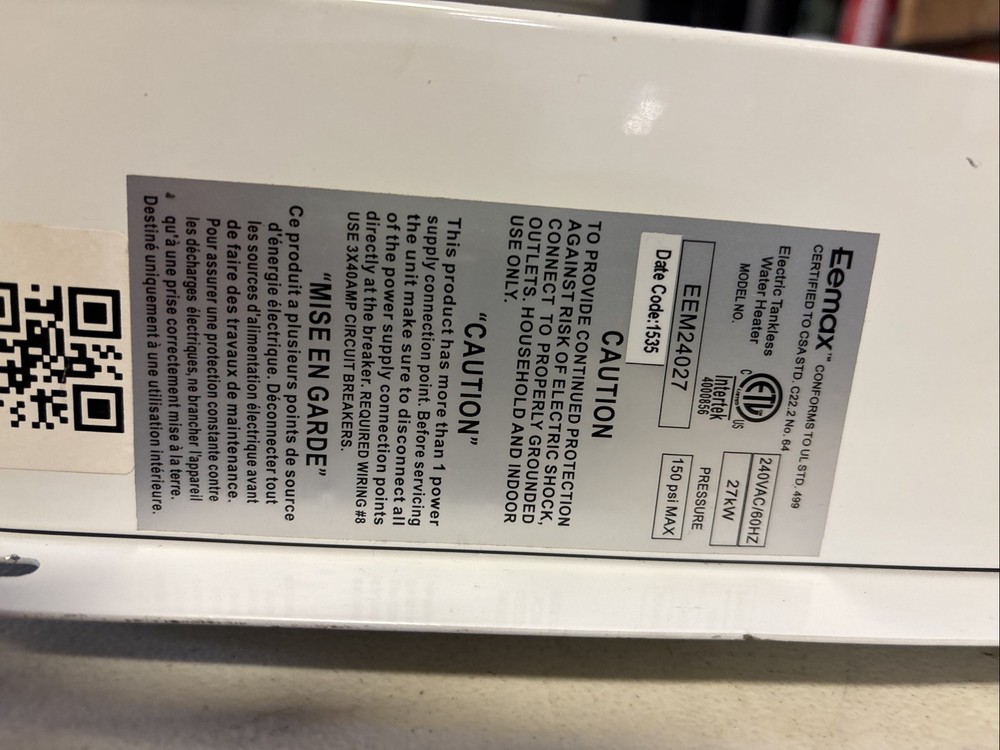 Eemax™
CERTIFIED TO CSA STD. C22.2 No. 64 CONFORMS TO UL STD. 499
Electric Tankless
Water Heater
MODEL NO.
C
ETL
US
Intertek
4000856
240VAC/60HZ
27kW
PRESSURE
150 psi MAX
EEM24027
Date Code:1535
CAUTION
TO PROVIDE CONTINUED PROTECTION
AGAINST RISK OF ELECTRIC SHOCK,
CONNECT TO PROPERLY GROUNDED
OUTLETS. HOUSEHOLD AND INDOOR
USE ONLY.
“CAUTION”
This product has more than 1 power
supply connection point. Before servicing
the unit make sure to disconnect all
of the power supply connection points
directly at the breaker. REQUIRED WIRING #8
USE 3X40AMP CIRCUIT BREAKERS.
“MISE EN GARDE”
Ce produit a plusieurs points de source
d'énergie électrique. Déconnecter tout
les sources d'alimentation électrique avant
de faire des travaux de maintenance.
Pour assurer une protection constante contre
les décharges électriques, ne brancher l'appareil
qu'à une prise correctement mise à la terre.
Destiné uniquement à une utilisation intérieure.